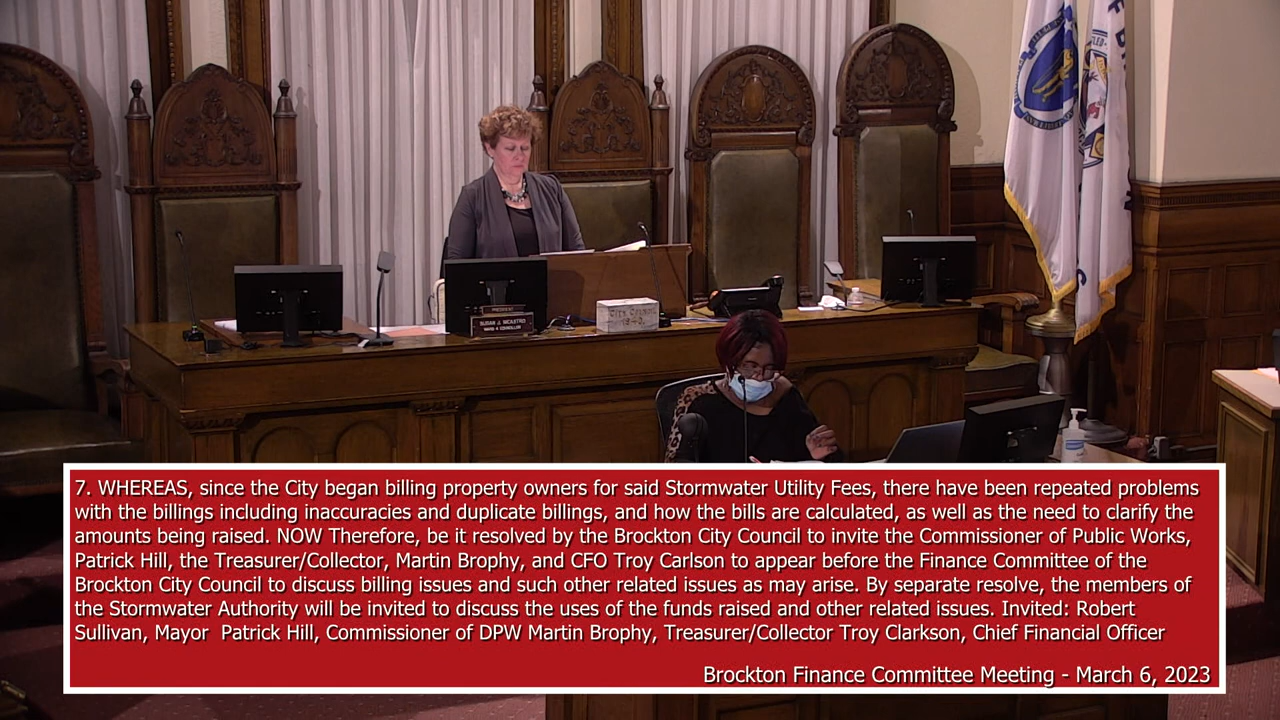 PRESIDENT
SUSAN J. NICASTRO
WARD 4 COUNCILLOR
CITY COUNCIL
7. WHEREAS, since the City began billing property owners for said Stormwater Utility Fees, there have been repeated problems
with the billings including inaccuracies and duplicate billings, and how the bills are calculated, as well as the need to clarify the
amounts being raised. NOW Therefore, be it resolved by the Brockton City Council to invite the Commissioner of Public Works,
Patrick Hill, the Treasurer/Collector, Martin Brophy, and CFO Troy Carlson to appear before the Finance Committee of the
Brockton City Council to discuss billing issues and such other related issues as may arise. By separate resolve, the members of
the Stormwater Authority will be invited to discuss the uses of the funds raised and other related issues. Invited: Robert
Sullivan, Mayor  Patrick Hill, Commissioner of DPW Martin Brophy, Treasurer/Collector Troy Clarkson, Chief Financial Officer
Brockton Finance Committee Meeting - March 6, 2023